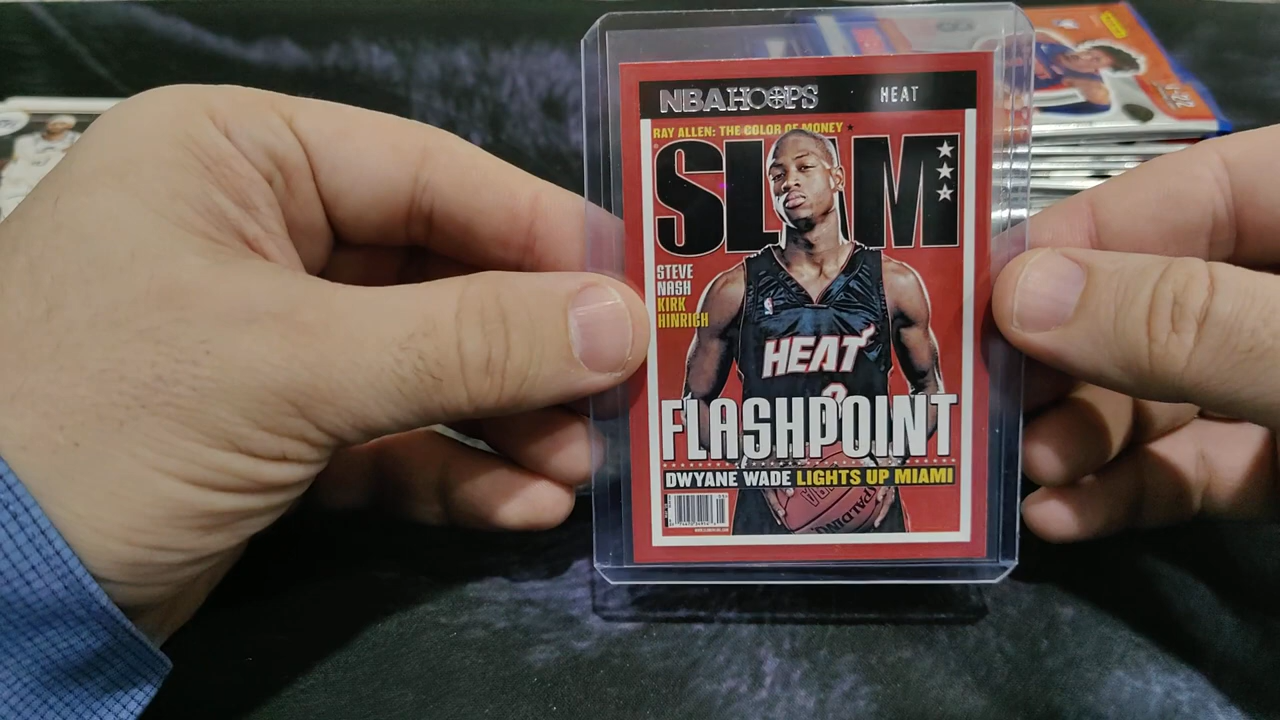 NBA HOOPS HEAT
RAY ALLEN: THE COLOR OF MONEY
SLAM
STEVE
NASH
KIRK
HINRICH
HEAT
FLASHPOINT
DWYANE WADE LIGHTS UP MIAMI
SPALDING